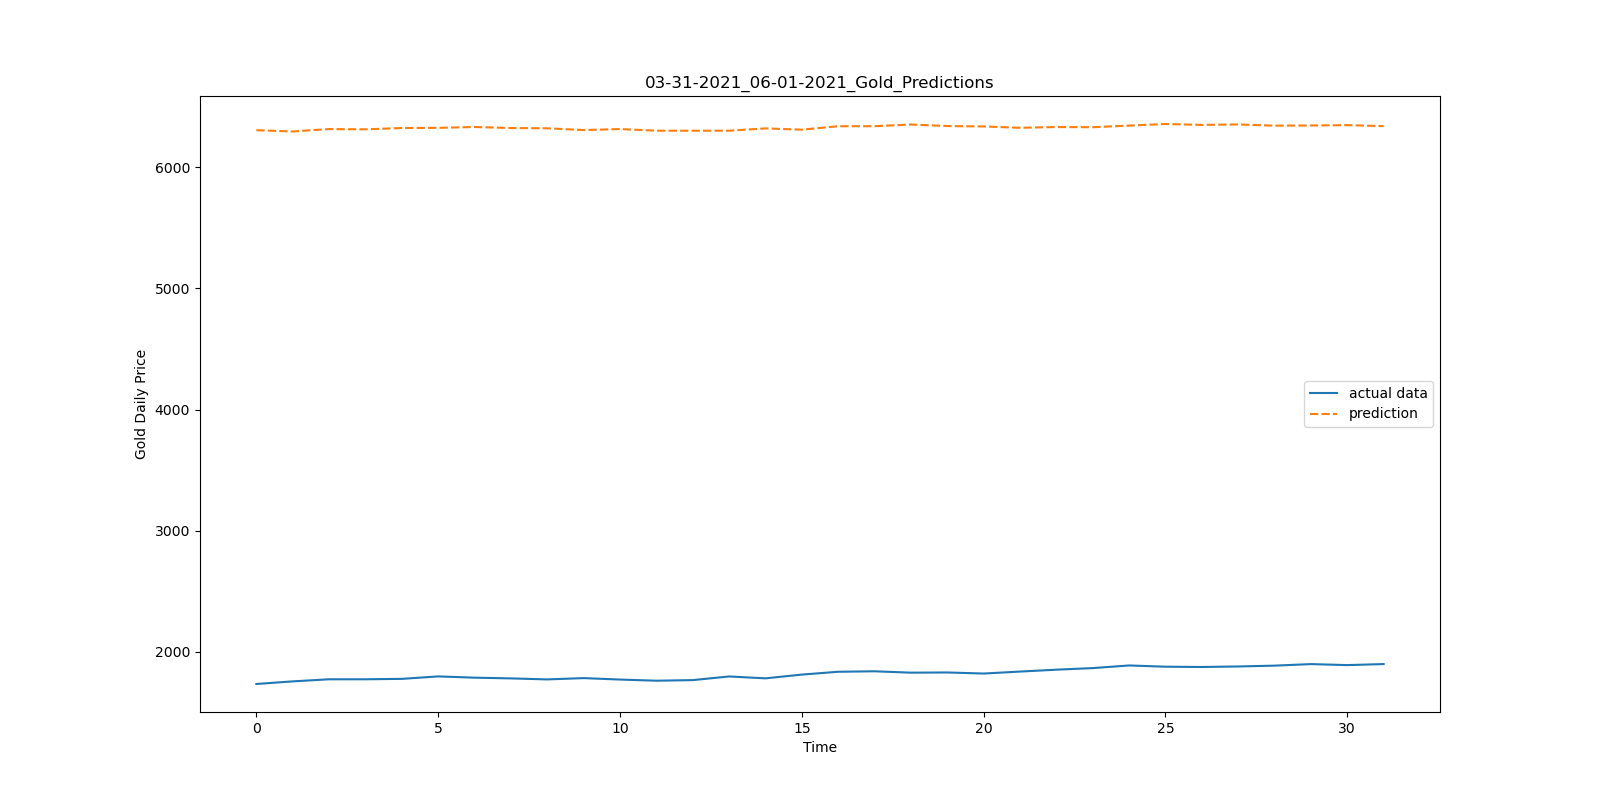 03-31-2021_06-01-2021_Gold_Predictions
6000
5000
4000
3000
2000
Gold Daily Price
actual data
prediction
0 5 10 15 20 25 30
Time